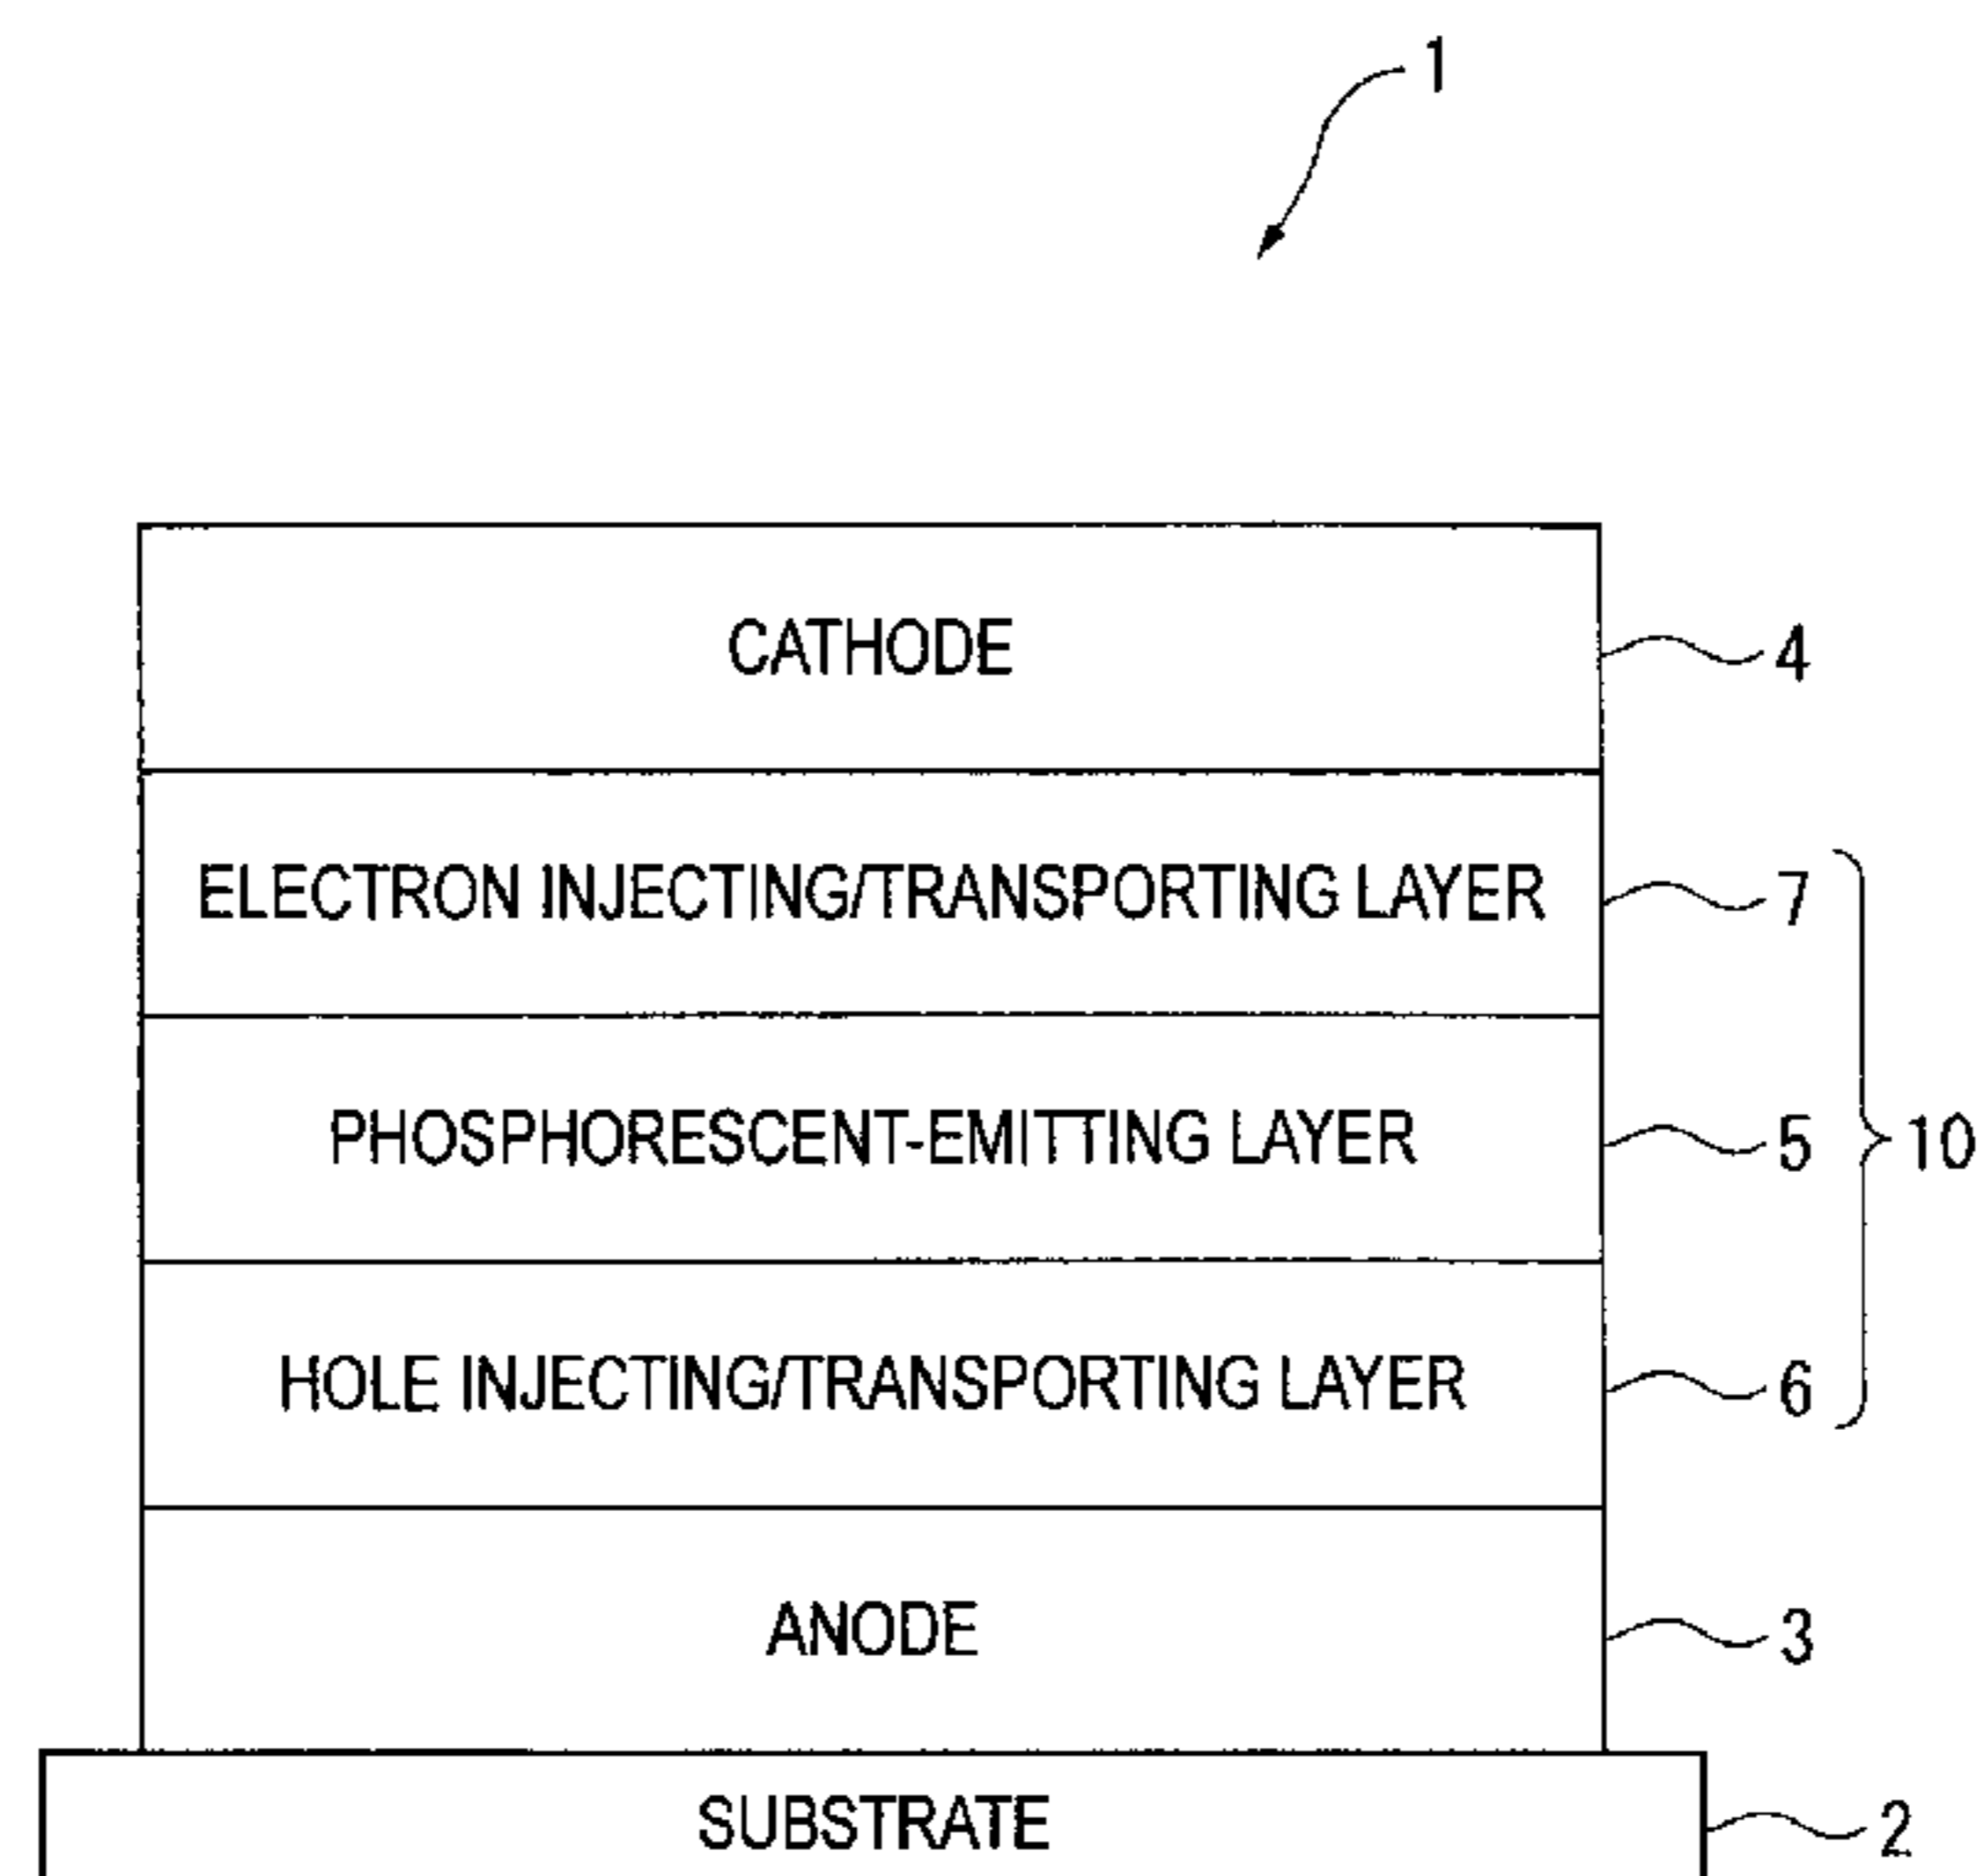 1
CATHODE 4
ELECTRON INJECTING/TRANSPORTING LAYER 7
PHOSPHORESCENT-EMITTING LAYER 5 10
HOLE INJECTING/TRANSPORTING LAYER 6
ANODE 3
SUBSTRATE 2